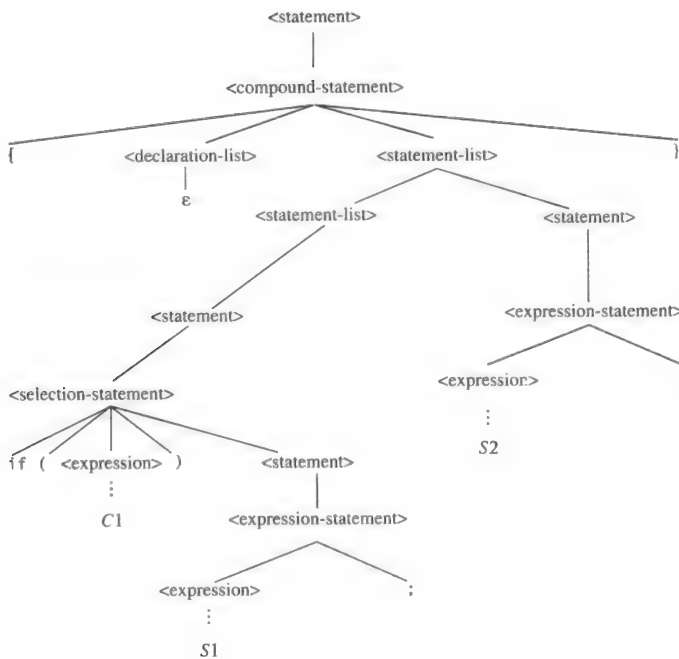 <statement>
<compound-statement>
{ <declaration-list> <statement-list> }
ε
<statement-list> <statement>
<statement> <expression-statement>
<selection-statement> <expression>
⋮
S2
if ( <expression> ) <statement>
⋮
C1 <expression-statement>
<expression> ;
⋮
S1